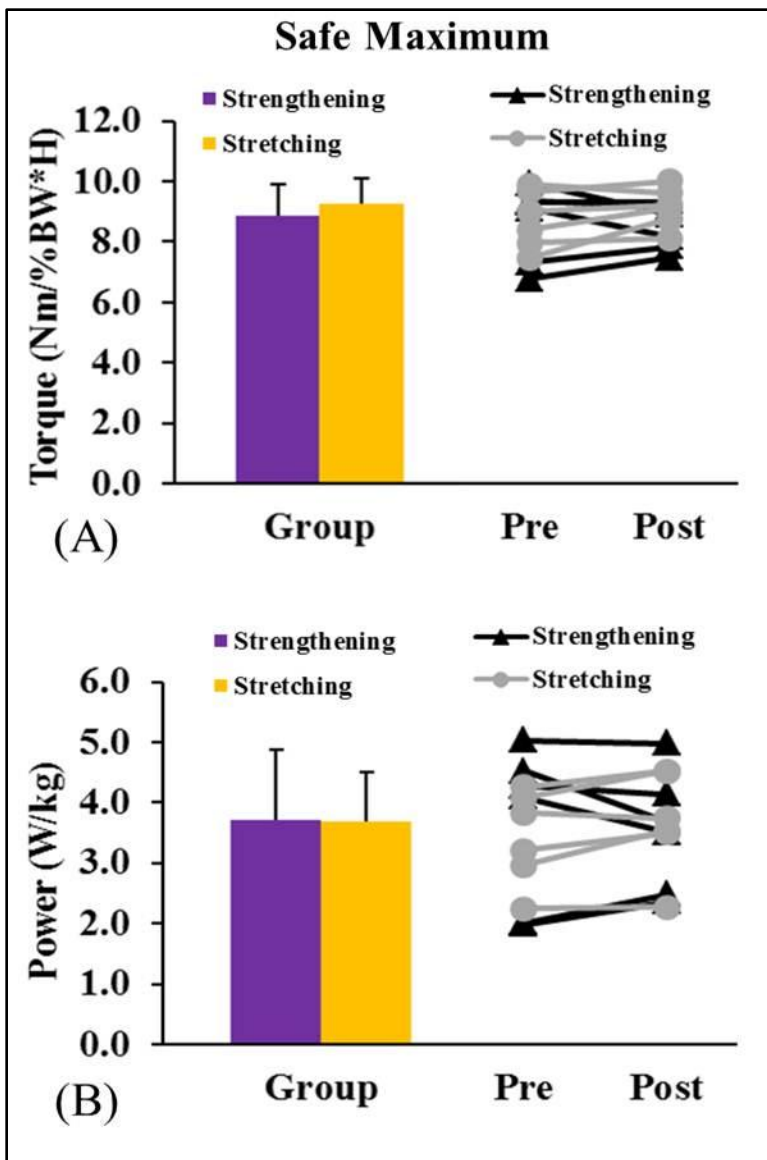 Safe Maximum
Strengthening
Stretching
Strengthening
Stretching
Torque (Nm/%BW*H)
12.0
10.0
8.0
6.0
4.0
2.0
0.0
Group
Pre
Post
(A)
Strengthening
Stretching
Strengthening
Stretching
Power (W/kg)
6.0
5.0
4.0
3.0
2.0
1.0
0.0
Group
Pre
Post
(B)